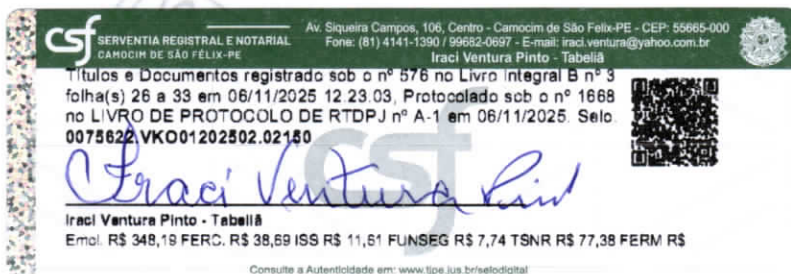 CSf SERVENTIA REGISTRAL E NOTARIAL
CAMOCIM DE SÃO FÉLIX-PE
Av. Siqueira Campos, 106, Centro - Camocim de São Felix-PE - CEP: 55665-000
Fone: (81) 4141-1390 / 99682-0697 - E-mail: iraci.ventura@yahoo.com.br
Iraci Ventura Pinto - Tabeliã
Títulos e Documentos registrado sob o nº 576 no Livro Integral B nº 3
folha(s) 26 a 33 em 06/11/2025 12.23.03, Protocolado sob o nº 1668
no LIVRO DE PROTOCOLO DE RTDPJ nº A-1 em 06/11/2025. Selo.
0075622.VKO01202502.02150
csf
Iraci Ventura Pint
Iraci Ventura Pinto - Tabeliã
Emol. R$ 348,19 FERC. R$ 38,69 ISS R$ 11,61 FUNSEG R$ 7,74 TSNR R$ 77,38 FERM R$
Consulte a Autenticidade em: www.tjpe.jus.br/selodigital